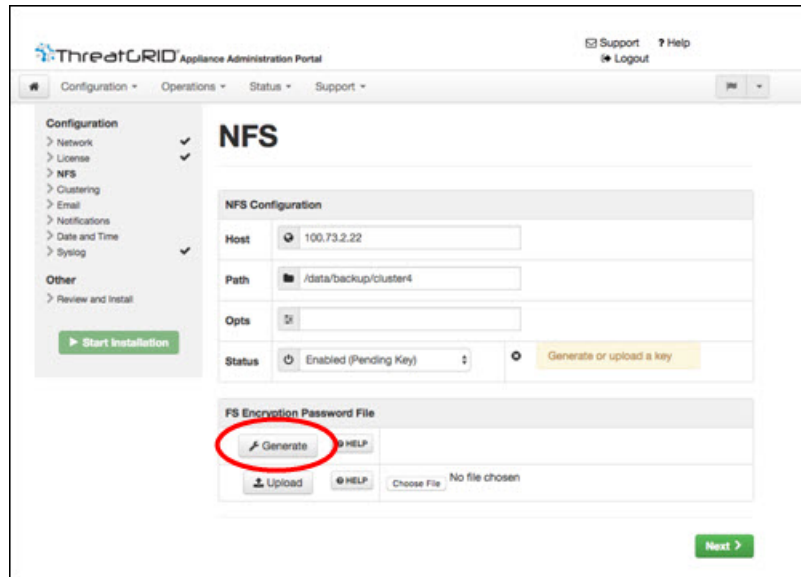 Support ? Help
ThreatGRID Appliance Administration Portal
Logout
Configuration Operations Status Support
Configuration
Network
License
NFS
Clustering
Email
Notifications
Date and Time
Syslog
Other
Review and Install
Start Installation
NFS
NFS Configuration
Host 100.73.2.22
Path /data/backup/cluster4
Opts
Status Enabled (Pending Key) Generate or upload a key
FS Encryption Password File
Generate HELP
Upload HELP Choose File No file chosen
Next